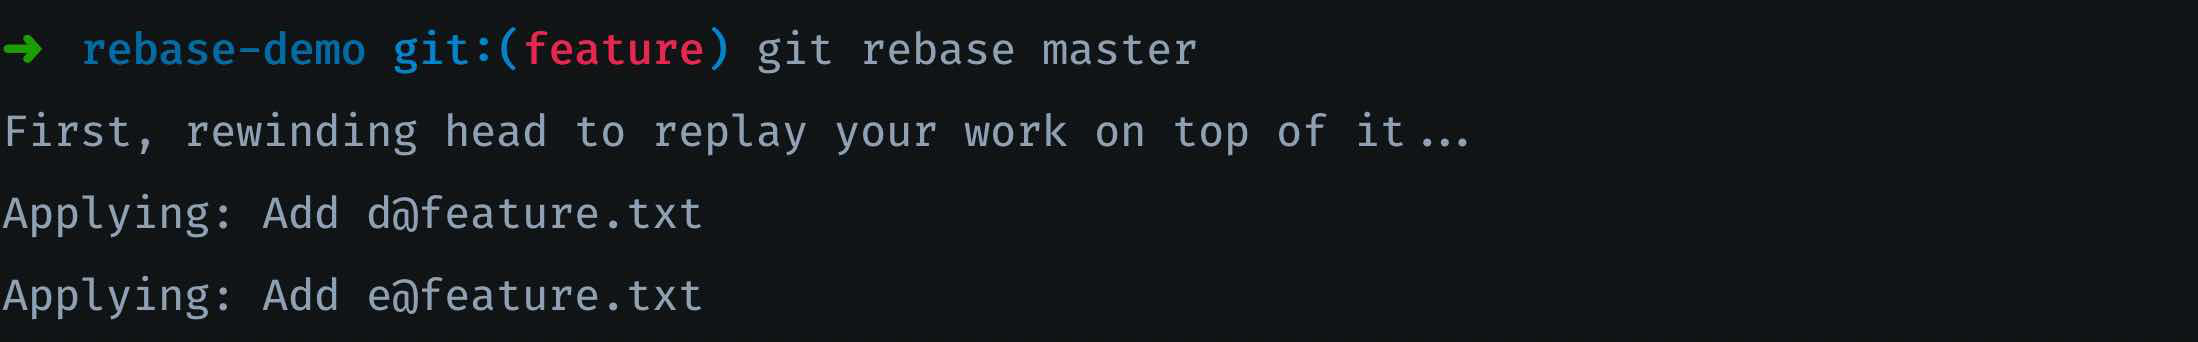 ➜ rebase-demo git:(feature) git rebase master
First, rewinding head to replay your work on top of it...
Applying: Add d@feature.txt
Applying: Add e@feature.txt